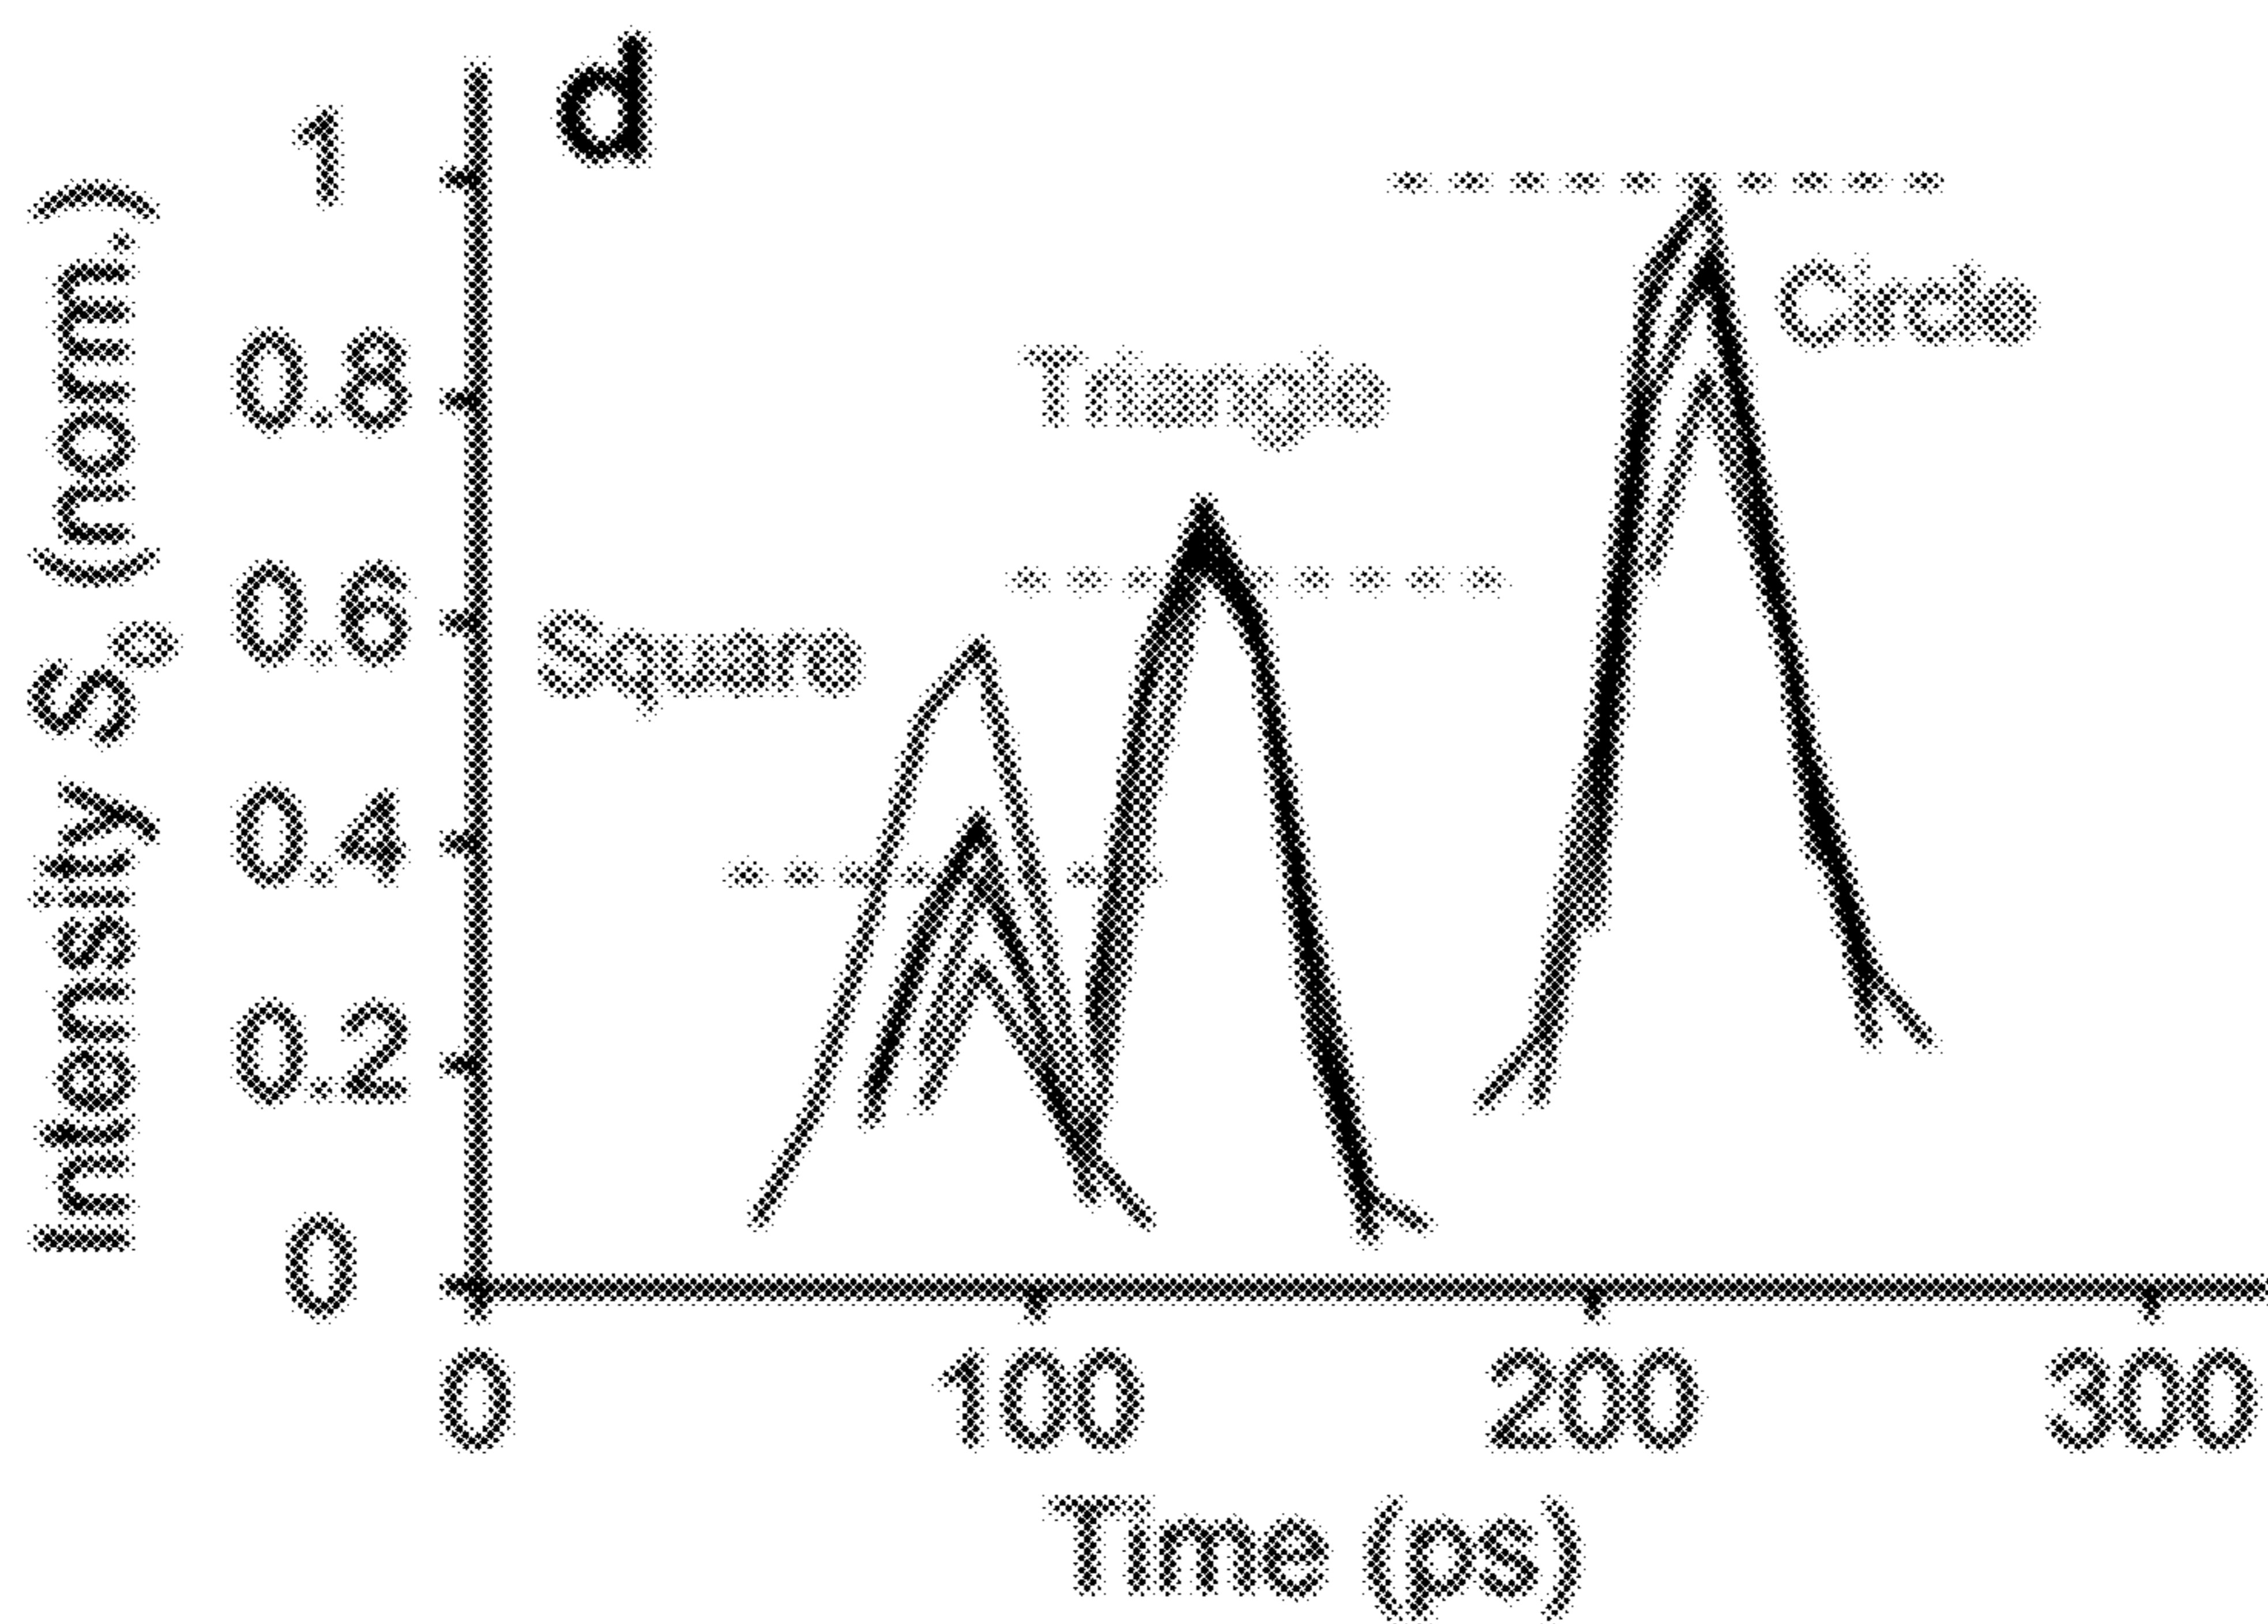 d
Intensity S₀ (norm.)
1
0.8
0.6
0.4
0.2
0
Square
Triangle
Circle
0 100 200 300
Time (ps)